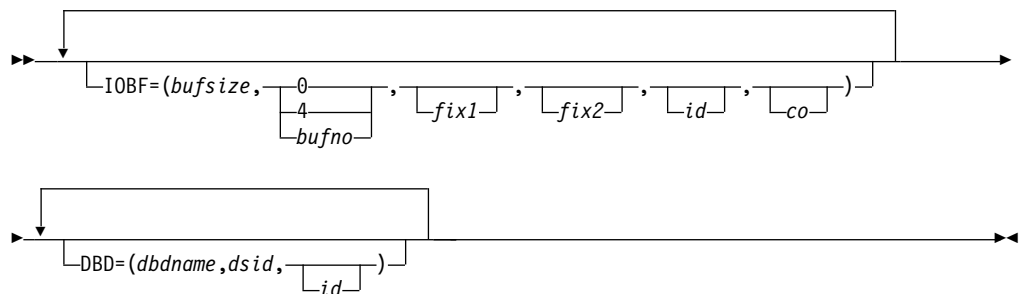 IOBF=(bufsize, 0 , fix1 , fix2 , id , co )
4
bufno
DBD=(dbdname,dsid, id )